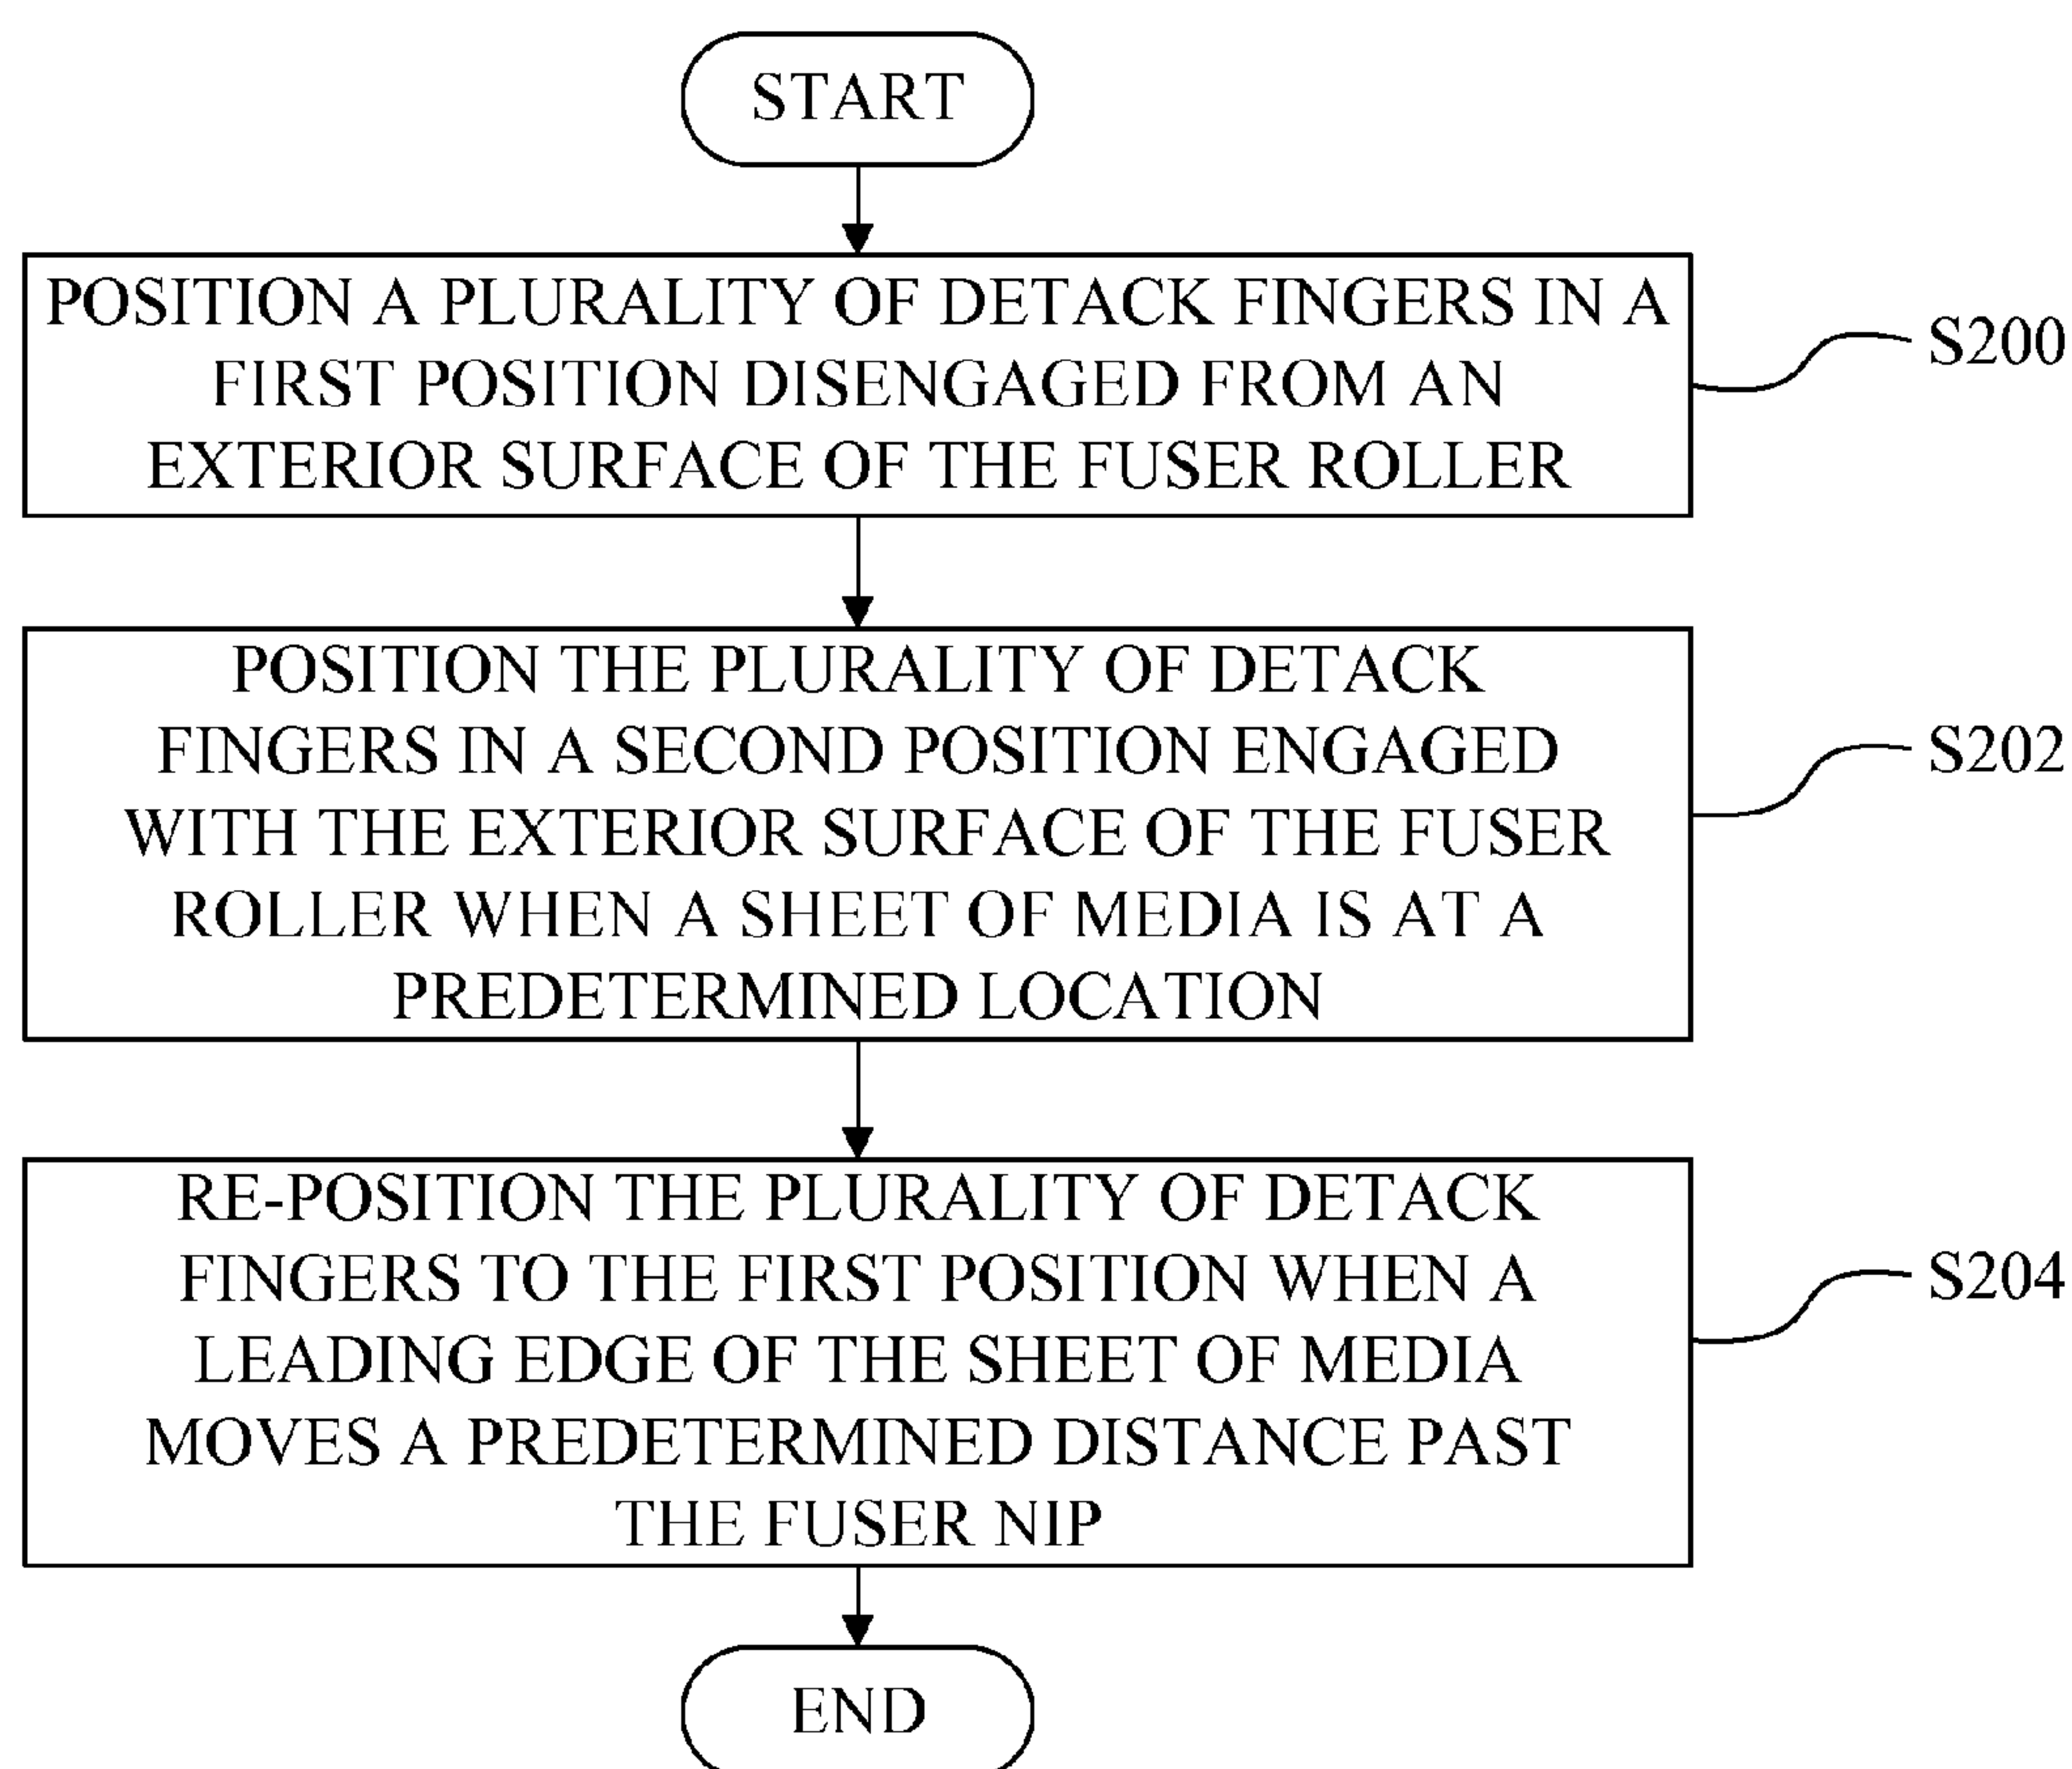 START
POSITION A PLURALITY OF DETACK FINGERS IN A
FIRST POSITION DISENGAGED FROM AN
EXTERIOR SURFACE OF THE FUSER ROLLER
S200
POSITION THE PLURALITY OF DETACK
FINGERS IN A SECOND POSITION ENGAGED
WITH THE EXTERIOR SURFACE OF THE FUSER
ROLLER WHEN A SHEET OF MEDIA IS AT A
PREDETERMINED LOCATION
S202
RE-POSITION THE PLURALITY OF DETACK
FINGERS TO THE FIRST POSITION WHEN A
LEADING EDGE OF THE SHEET OF MEDIA
MOVES A PREDETERMINED DISTANCE PAST
THE FUSER NIP
S204
END